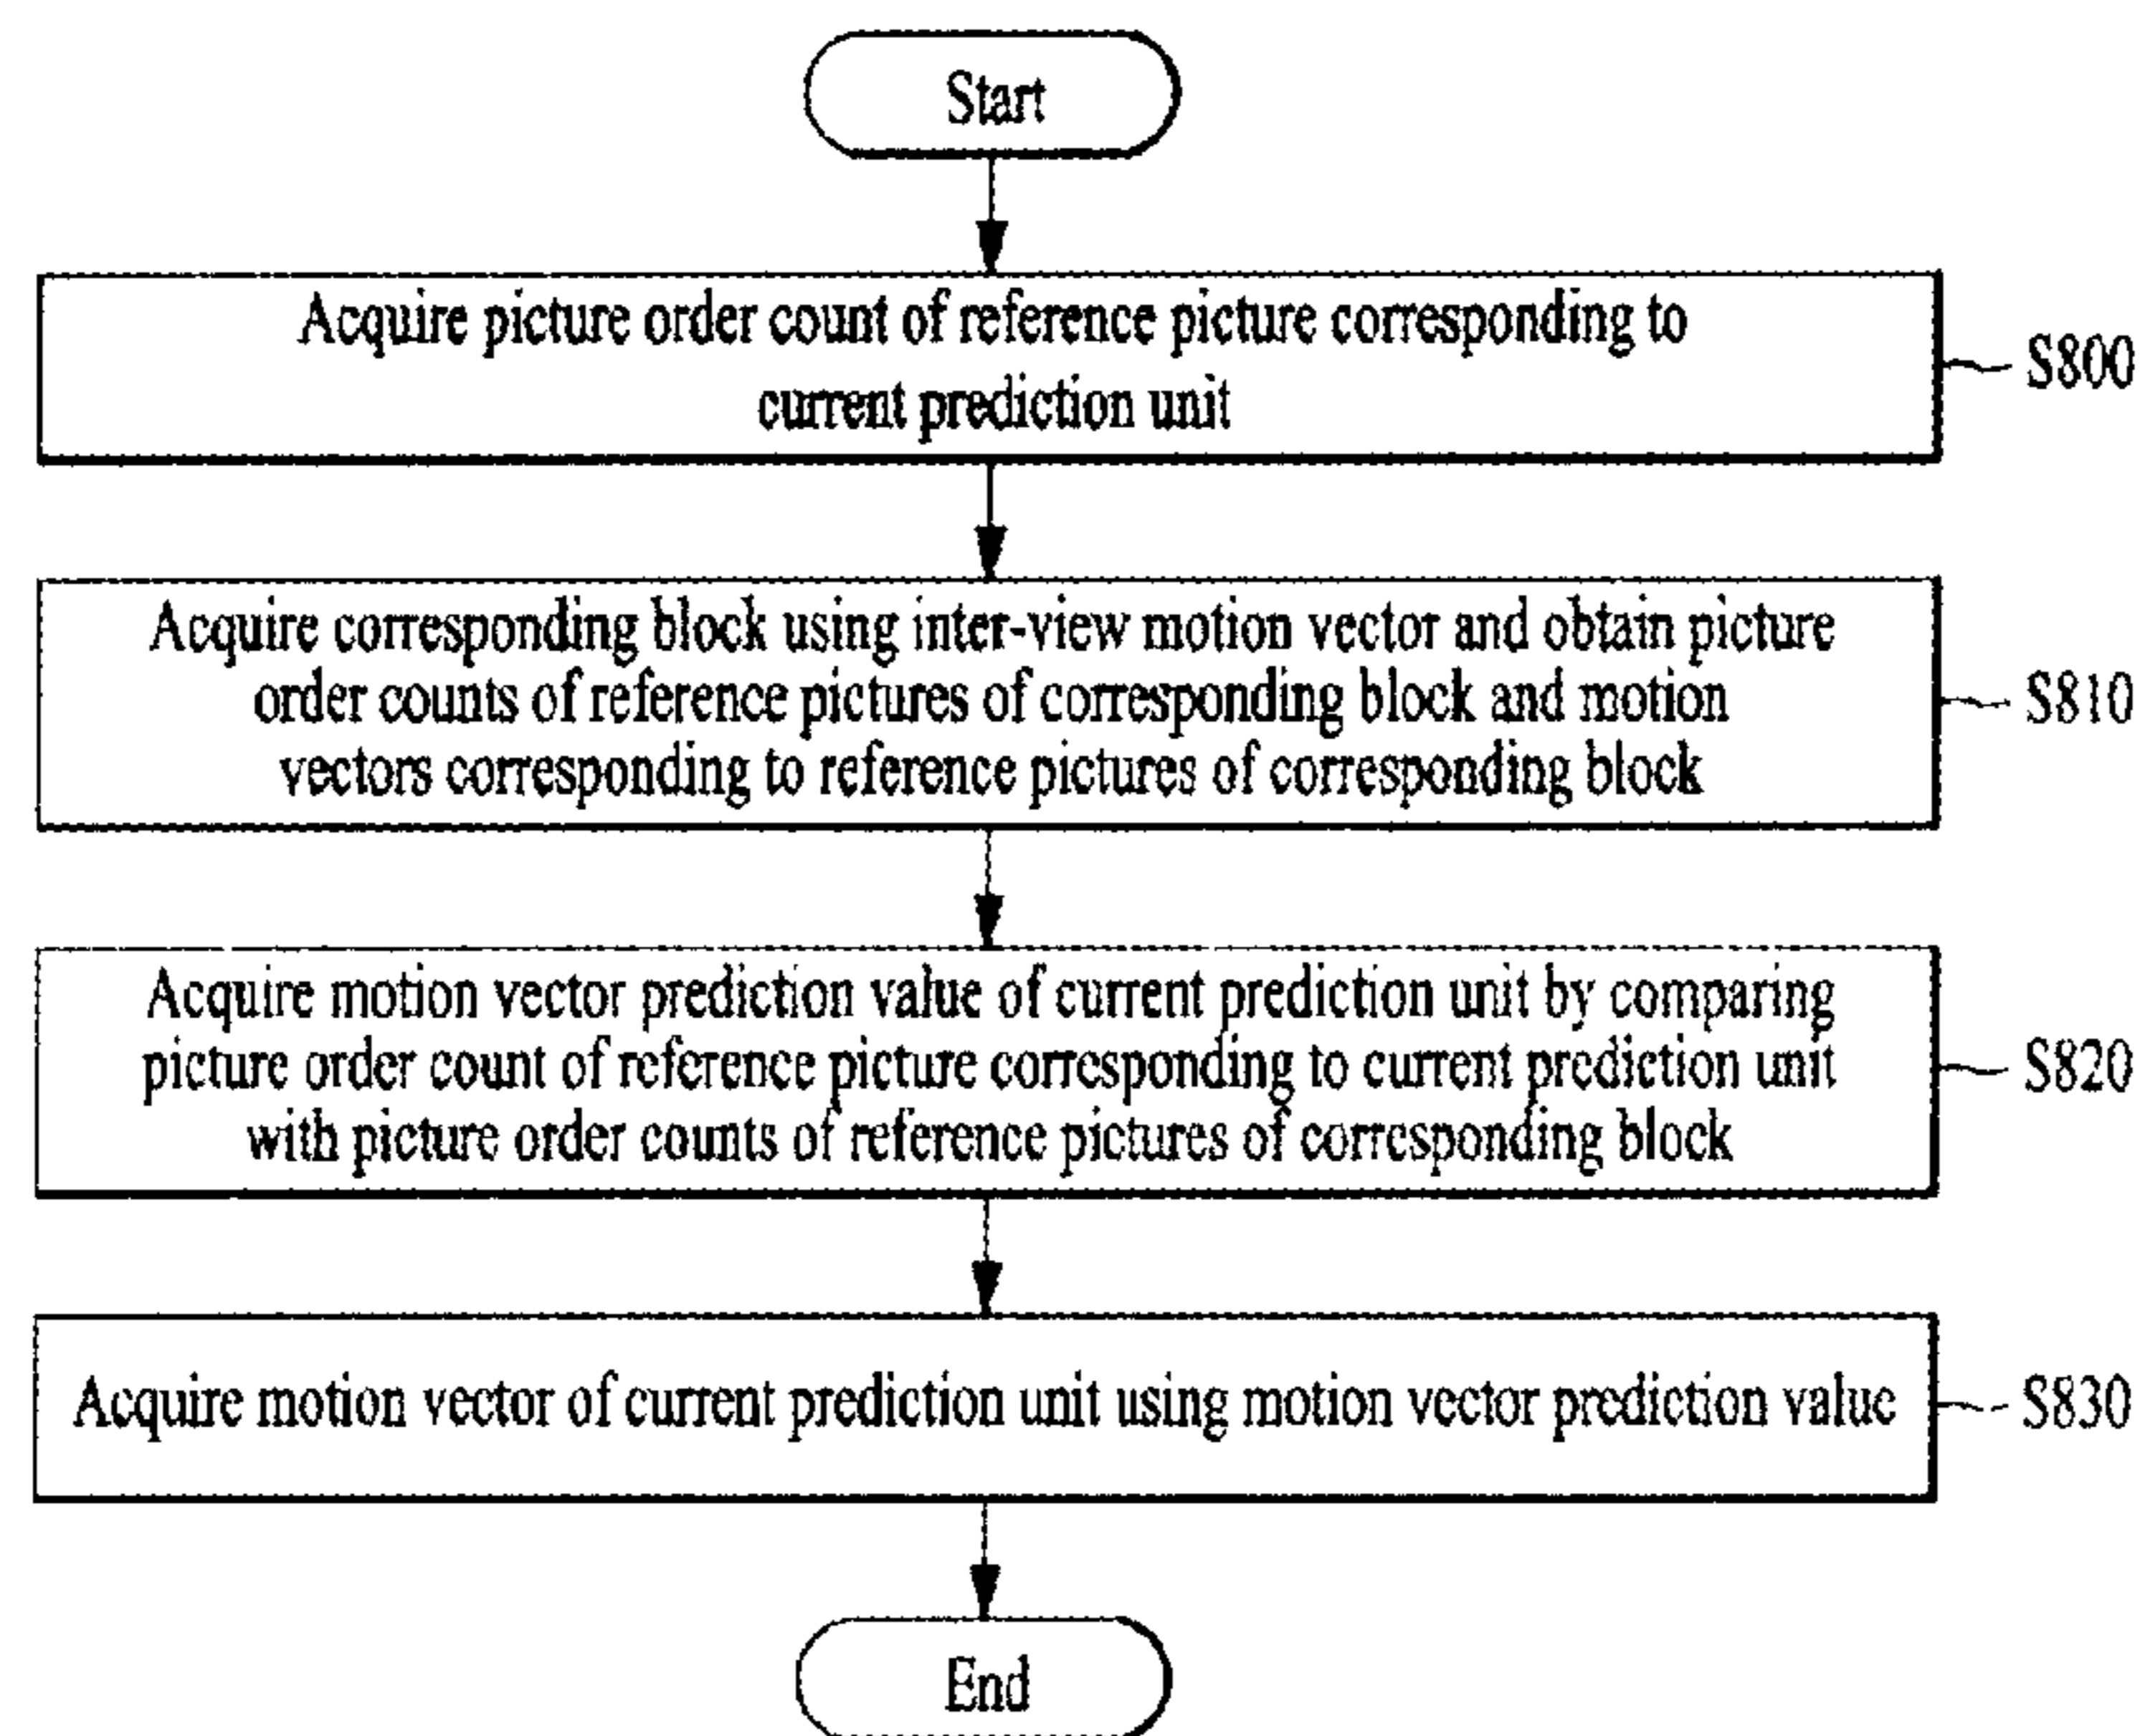 Start
Acquire picture order count of reference picture corresponding to
current prediction unit
S800
Acquire corresponding block using inter-view motion vector and obtain picture
order counts of reference pictures of corresponding block and motion
vectors corresponding to reference pictures of corresponding block
S810
Acquire motion vector prediction value of current prediction unit by comparing
picture order count of reference picture corresponding to current prediction unit
with picture order counts of reference pictures of corresponding block
S820
Acquire motion vector of current prediction unit using motion vector prediction value
S830
End